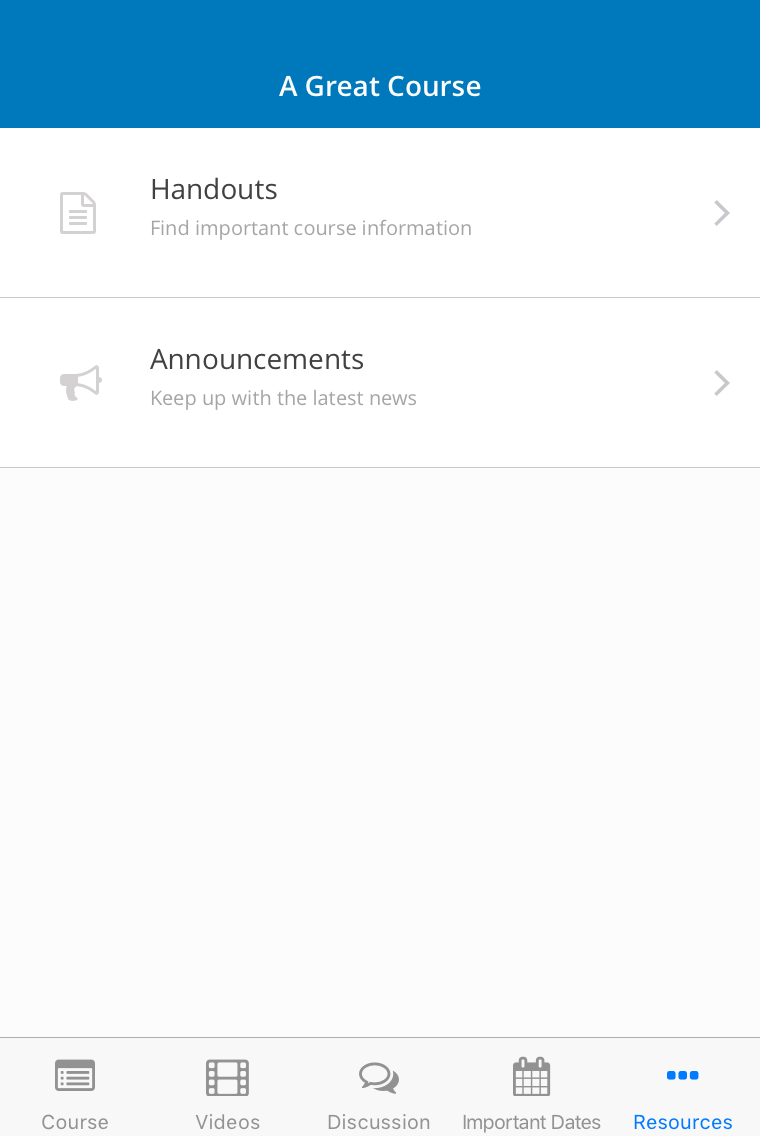 A Great Course
Handouts
Find important course information
Announcements
Keep up with the latest news
Course
Videos
Discussion
Important Dates
Resources